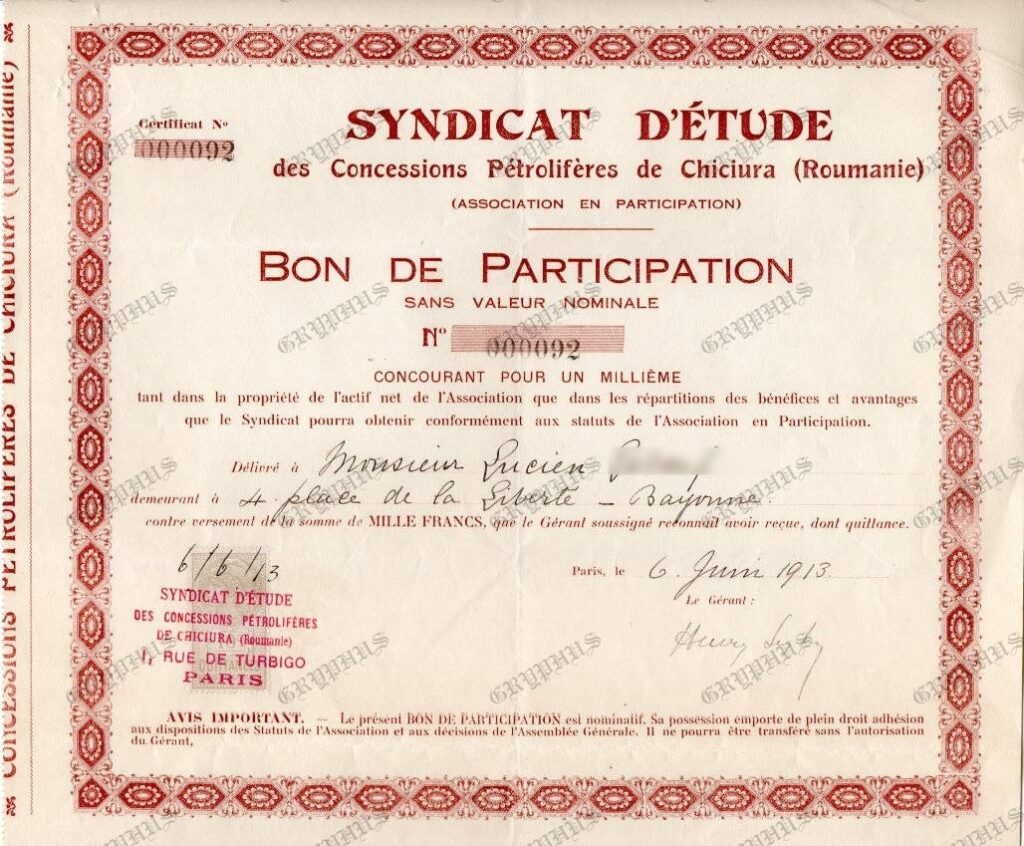 CONCESSIONS PÉTROLIFÈRES DE CHICIURA (Roumanie)
Certificat Nº
000092
SYNDICAT D'ÉTUDE
des Concessions Pétrolifères de Chiciura (Roumanie)
(ASSOCIATION EN PARTICIPATION)
BON DE PARTICIPATION
SANS VALEUR NOMINALE
Nº 000092
CONCOURANT POUR UN MILLIÈME
tant dans la propriété de l'actif net de l'Association que dans les répartitions des bénéfices et avantages
que le Syndicat pourra obtenir conformément aux statuts de l'Association en Participation.
Délivré à Monsieur Lucien
demeurant à 4 place de la Liberté - Bayonne.
contre versement de la somme de MILLE FRANCS, que le Gérant soussigné reconnait avoir reçue, dont quittance.
6/6/13
Paris, le 6 Juin 1913
Le Gérant :
Henry
SYNDICAT D'ÉTUDE
DES CONCESSIONS PÉTROLIFÈRES
DE CHICIURA (Roumanie)
1, RUE DE TURBIGO
PARIS
AVIS IMPORTANT. — Le présent BON DE PARTICIPATION est nominatif. Sa possession emporte de plein droit adhésion
aux dispositions des Statuts de l'Association et aux décisions de l'Assemblée Générale. Il ne pourra être transféré sans l'autorisation
du Gérant,
GRYPHUS